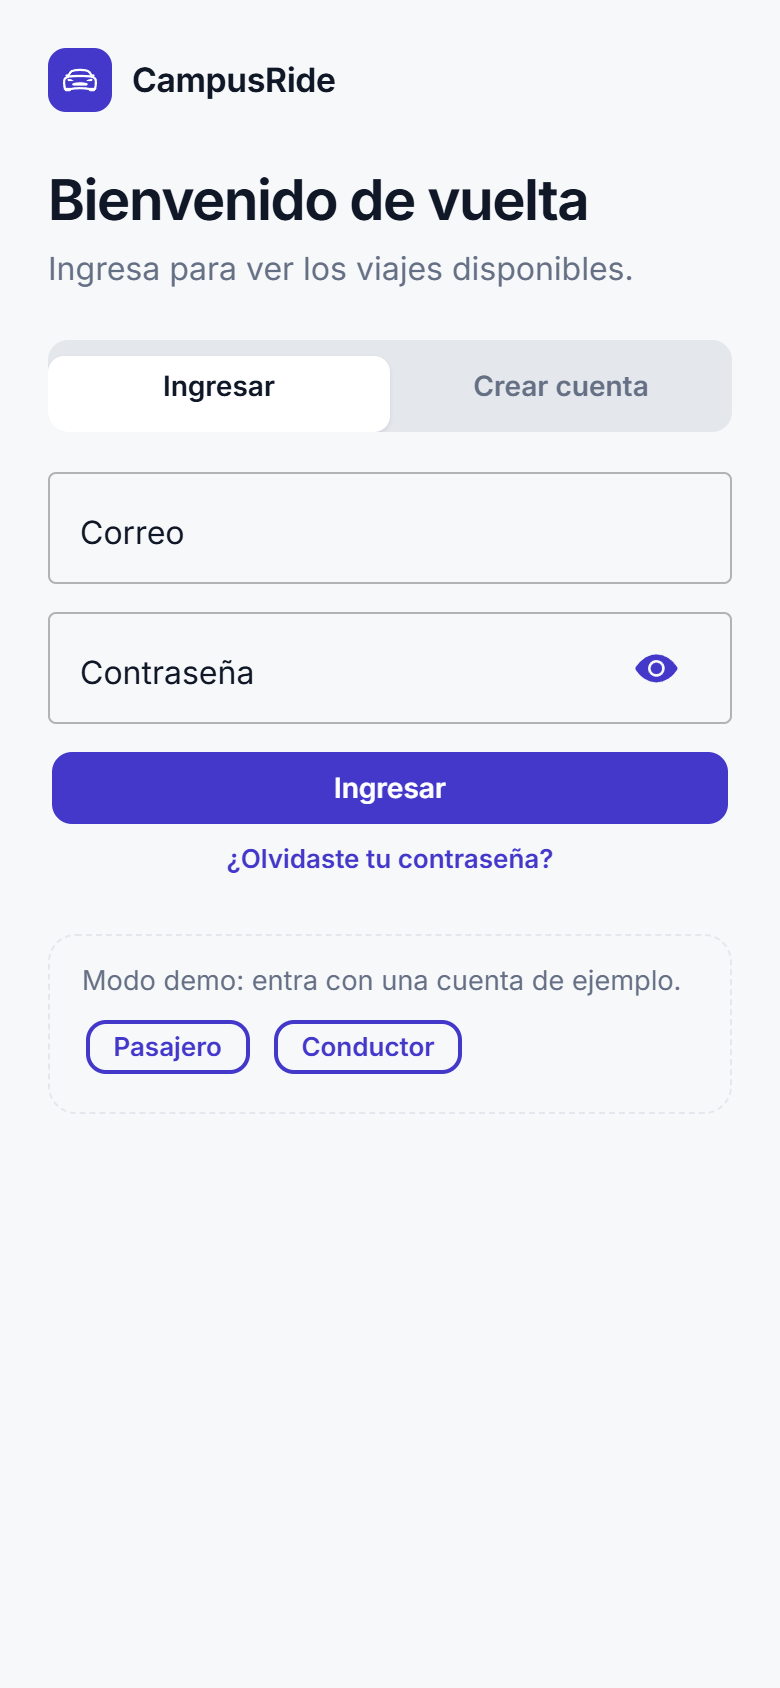 CampusRide
Bienvenido de vuelta
Ingresa para ver los viajes disponibles.
Ingresar
Crear cuenta
Correo
Contraseña
Ingresar
¿Olvidaste tu contraseña?
Modo demo: entra con una cuenta de ejemplo.
Pasajero
Conductor